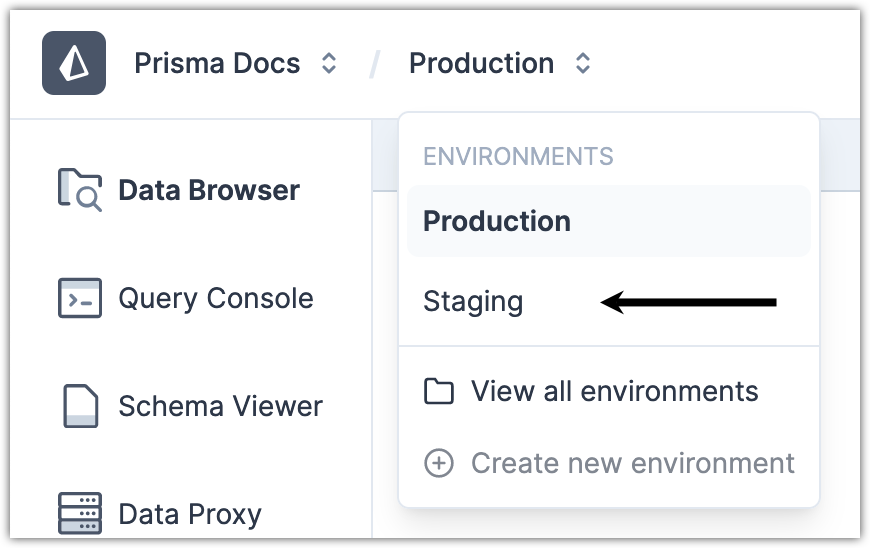 Prisma Docs / Production
ENVIRONMENTS
Production
Staging
View all environments
Create new environment
Data Browser
Query Console
Schema Viewer
Data Proxy